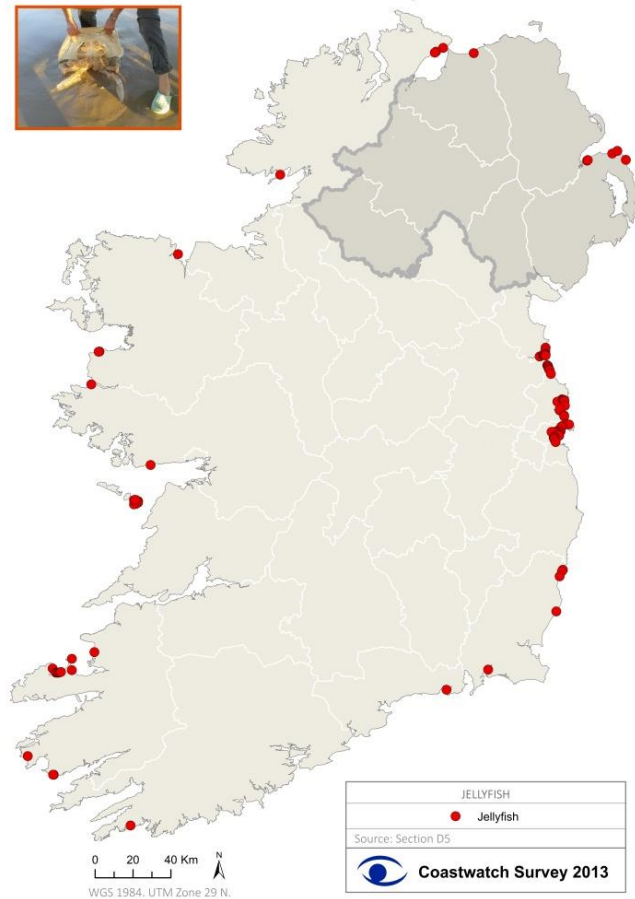 JELLYFISH
Jellyfish
Source: Section D5
Coastwatch Survey 2013
0 20 40 Km
N
WGS 1984. UTM Zone 29 N.